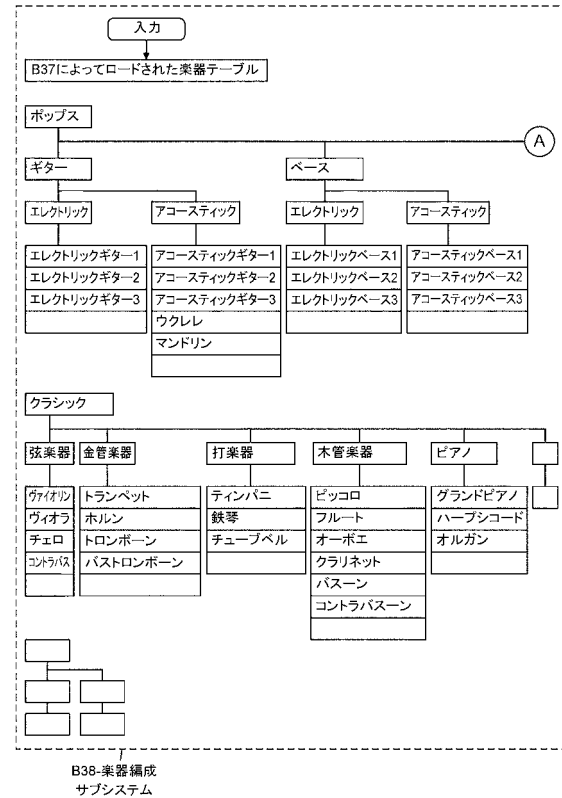 入力
B37によってロードされた楽器テーブル
ポップス
A
ギター
ベース
エレクトリック
アコースティック
エレクトリック
アコースティック
エレクトリックギター1
エレクトリックギター2
エレクトリックギター3
アコースティックギター1
アコースティックギター2
アコースティックギター3
ウクレレ
マンドリン
エレクトリックベース1
エレクトリックベース2
エレクトリックベース3
アコースティックベース1
アコースティックベース2
アコースティックベース3
クラシック
弦楽器
金管楽器
打楽器
木管楽器
ピアノ
ヴァイオリン
ヴィオラ
チェロ
コントラバス
トランペット
ホルン
トロンボーン
バストロンボーン
ティンパニ
鉄琴
チューブベル
ピッコロ
フルート
オーボエ
クラリネット
バスーン
コントラバスーン
グランドピアノ
ハープシコード
オルガン
B38-楽器編成
サブシステム